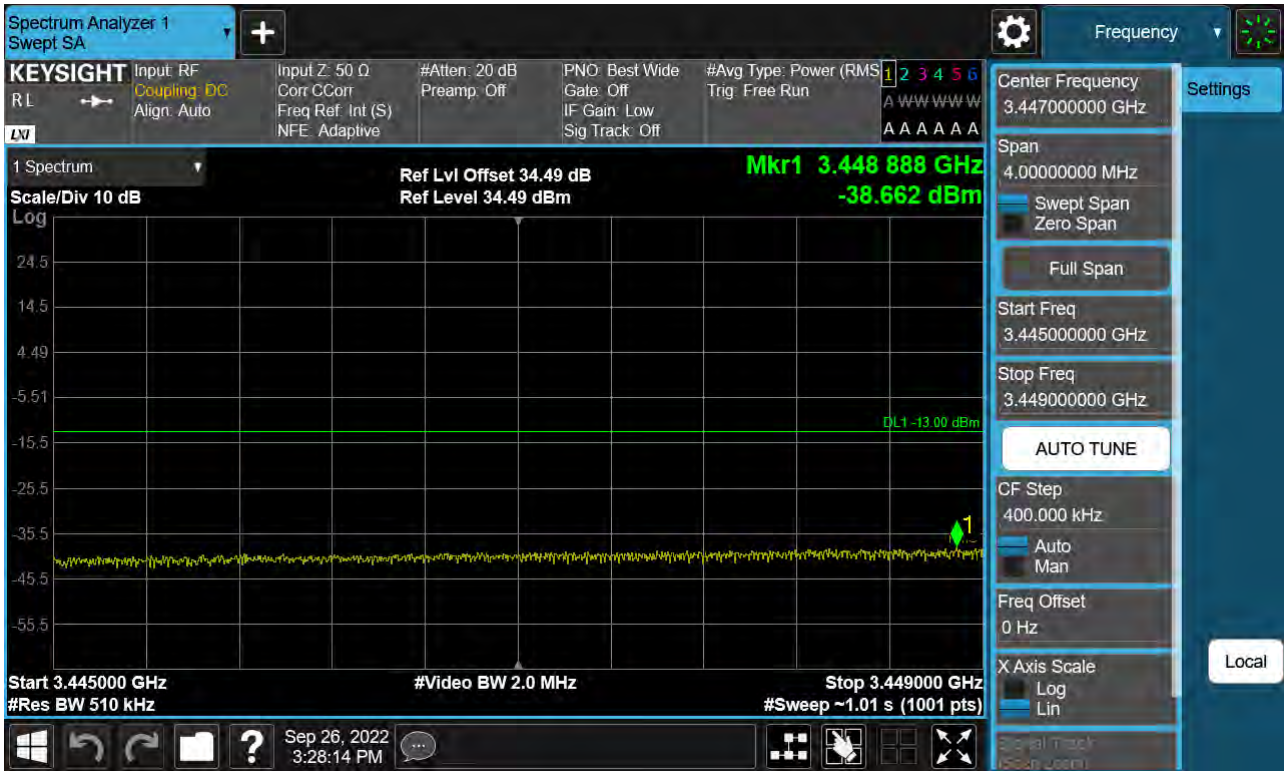 Spectrum Analyzer 1
Swept SA
+
Frequency
KEYSIGHT
RL
LXI
Input: RF
Coupling: DC
Align: Auto
Input Z: 50 Ω
Corr CCorr
Freq Ref: Int (S)
NFE: Adaptive
#Atten: 20 dB
Preamp: Off
PNO: Best Wide
Gate: Off
IF Gain: Low
Sig Track: Off
#Avg Type: Power (RMS
Trig: Free Run
1 2 3 4 5 6
A W W W W W
A A A A A A
1 Spectrum
Scale/Div 10 dB
Log
Ref Lvl Offset 34.49 dB
Ref Level 34.49 dBm
Mkr1 3.448 888 GHz
-38.662 dBm
24.5
14.5
4.49
-5.51
DL1 -13.00 dBm
-15.5
-25.5
1
-35.5
-45.5
-55.5
Start 3.445000 GHz
#Res BW 510 kHz
#Video BW 2.0 MHz
Stop 3.449000 GHz
#Sweep ~1.01 s (1001 pts)
Center Frequency
3.447000000 GHz
Settings
Span
4.00000000 MHz
Swept Span
Zero Span
Full Span
Start Freq
3.445000000 GHz
Stop Freq
3.449000000 GHz
AUTO TUNE
CF Step
400.000 kHz
Auto
Man
Freq Offset
0 Hz
X Axis Scale
Log
Lin
Local
Signal Track
(Span Zoom)
?
Sep 26, 2022
3:28:14 PM